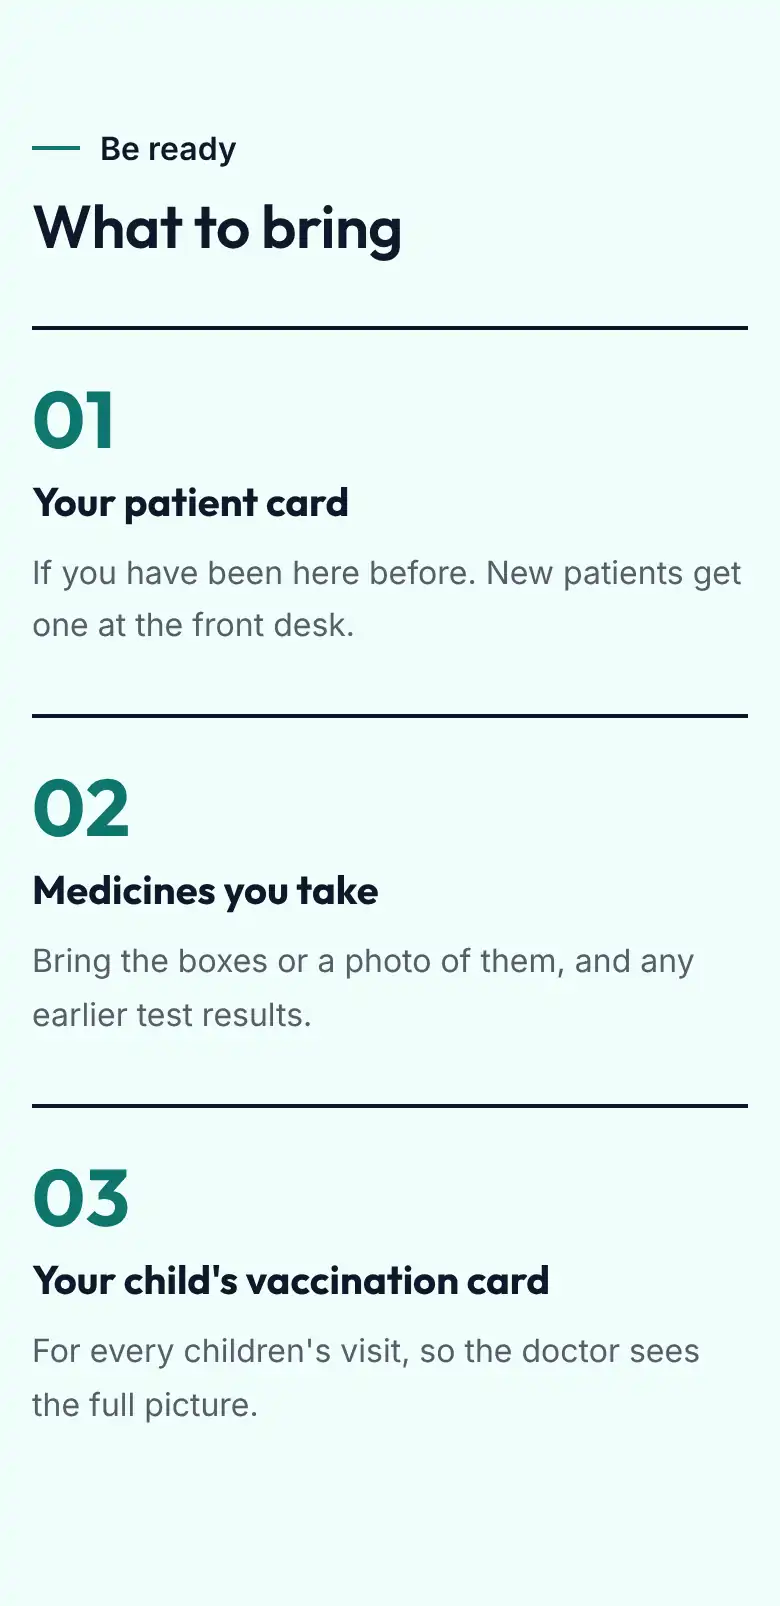 Be ready
What to bring
01
Your patient card
If you have been here before. New patients get
one at the front desk.
02
Medicines you take
Bring the boxes or a photo of them, and any
earlier test results.
03
Your child's vaccination card
For every children's visit, so the doctor sees
the full picture.